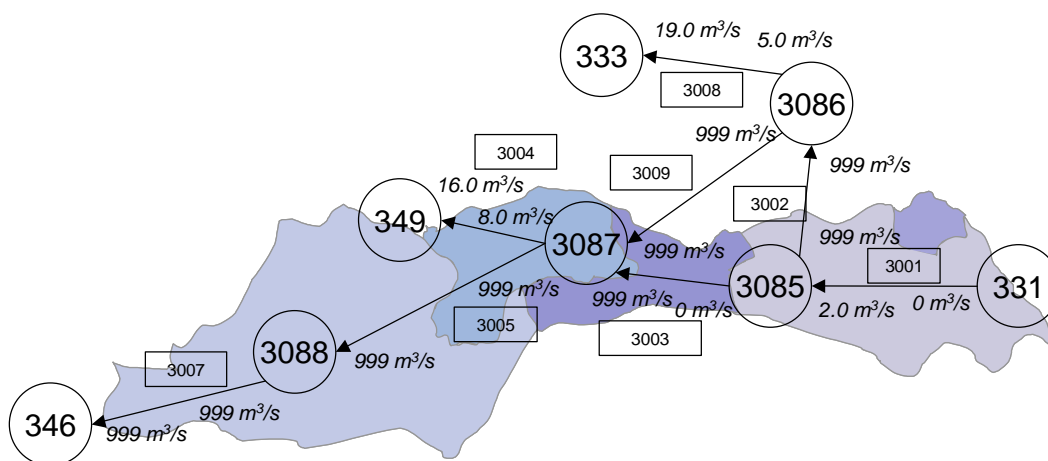 19.0 m³/s
5.0 m³/s
333
3008
3086
999 m³/s
3004
3009
999 m³/s
16.0 m³/s
3002
349
8.0 m³/s
3087
999 m³/s
999 m³/s
3001
999 m³/s
3085
331
999 m³/s
0 m³/s
2.0 m³/s
0 m³/s
3005
3003
3088
999 m³/s
3007
346
999 m³/s
999 m³/s